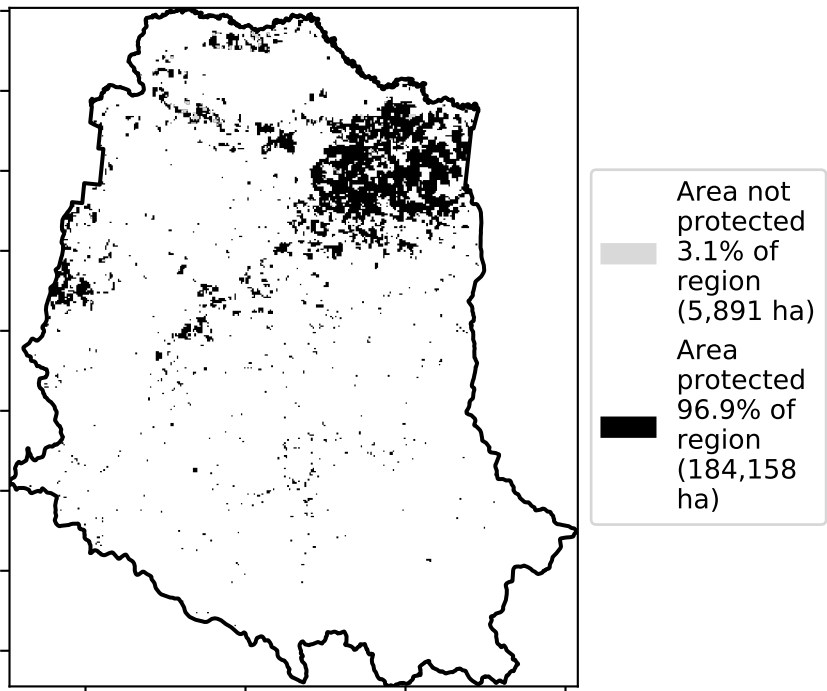 Area not
protected
3.1% of
region
(5,891 ha)
Area
protected
96.9% of
region
(184,158
ha)